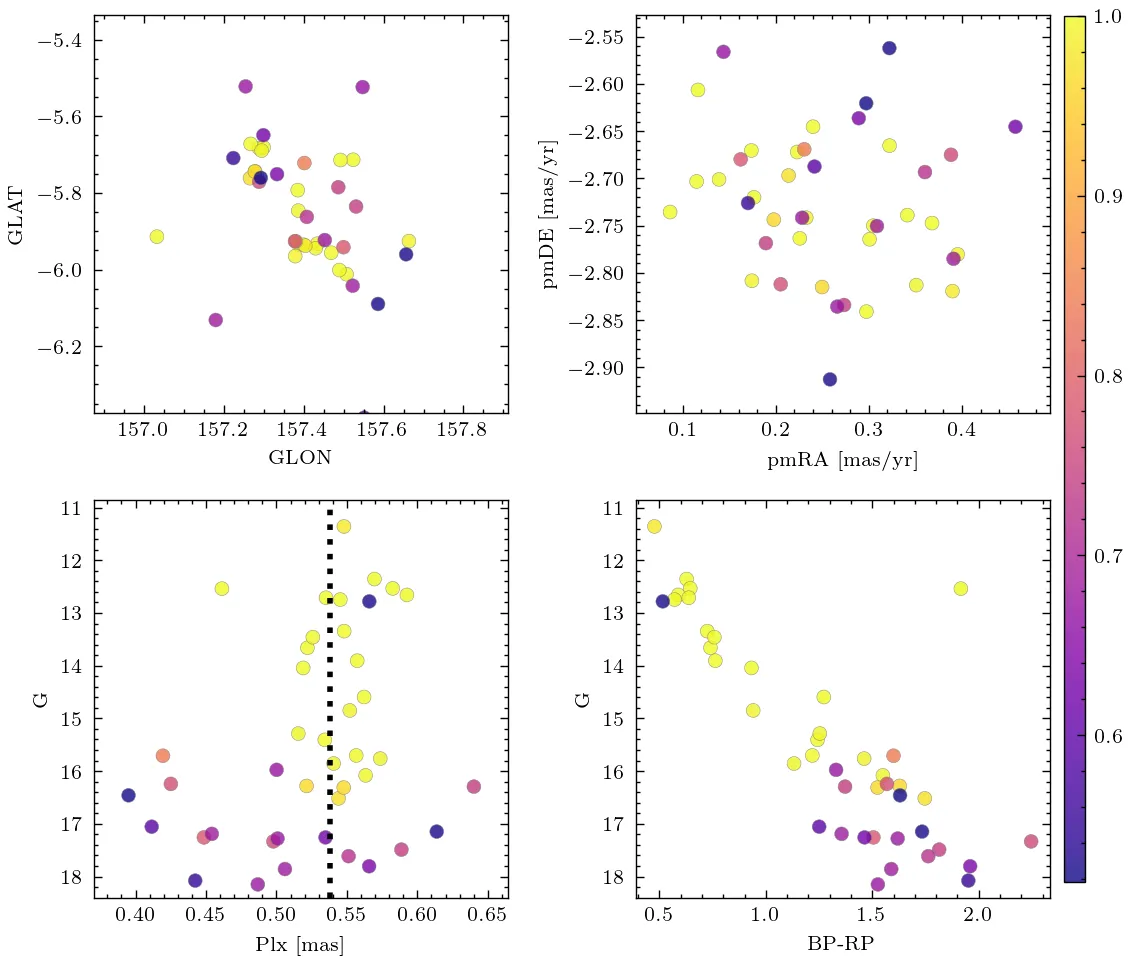 −5.4
−5.6
−5.8
−6.0
−6.2
GLAT
157.0 157.2 157.4 157.6 157.8
GLON
−2.55
−2.60
−2.65
−2.70
−2.75
−2.80
−2.85
−2.90
pmDE [mas/yr]
0.1 0.2 0.3 0.4
pmRA [mas/yr]
1.0
0.9
0.8
0.7
0.6
11
12
13
14
15
16
17
18
G
0.40 0.45 0.50 0.55 0.60 0.65
Plx [mas]
11
12
13
14
15
16
17
18
G
0.5 1.0 1.5 2.0
BP-RP